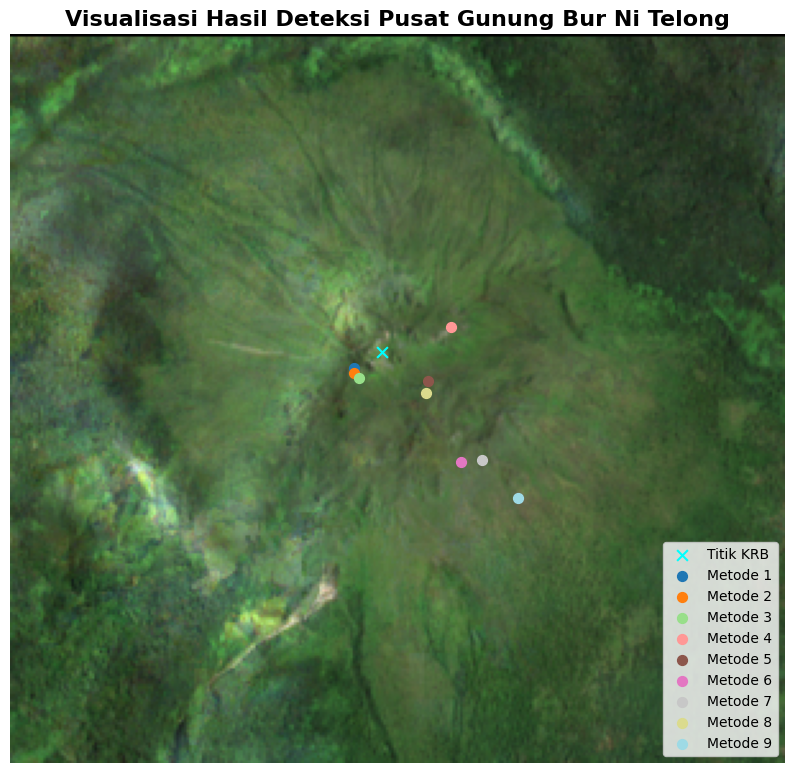 Visualisasi Hasil Deteksi Pusat Gunung Bur Ni Telong
Titik KRB
Metode 1
Metode 2
Metode 3
Metode 4
Metode 5
Metode 6
Metode 7
Metode 8
Metode 9